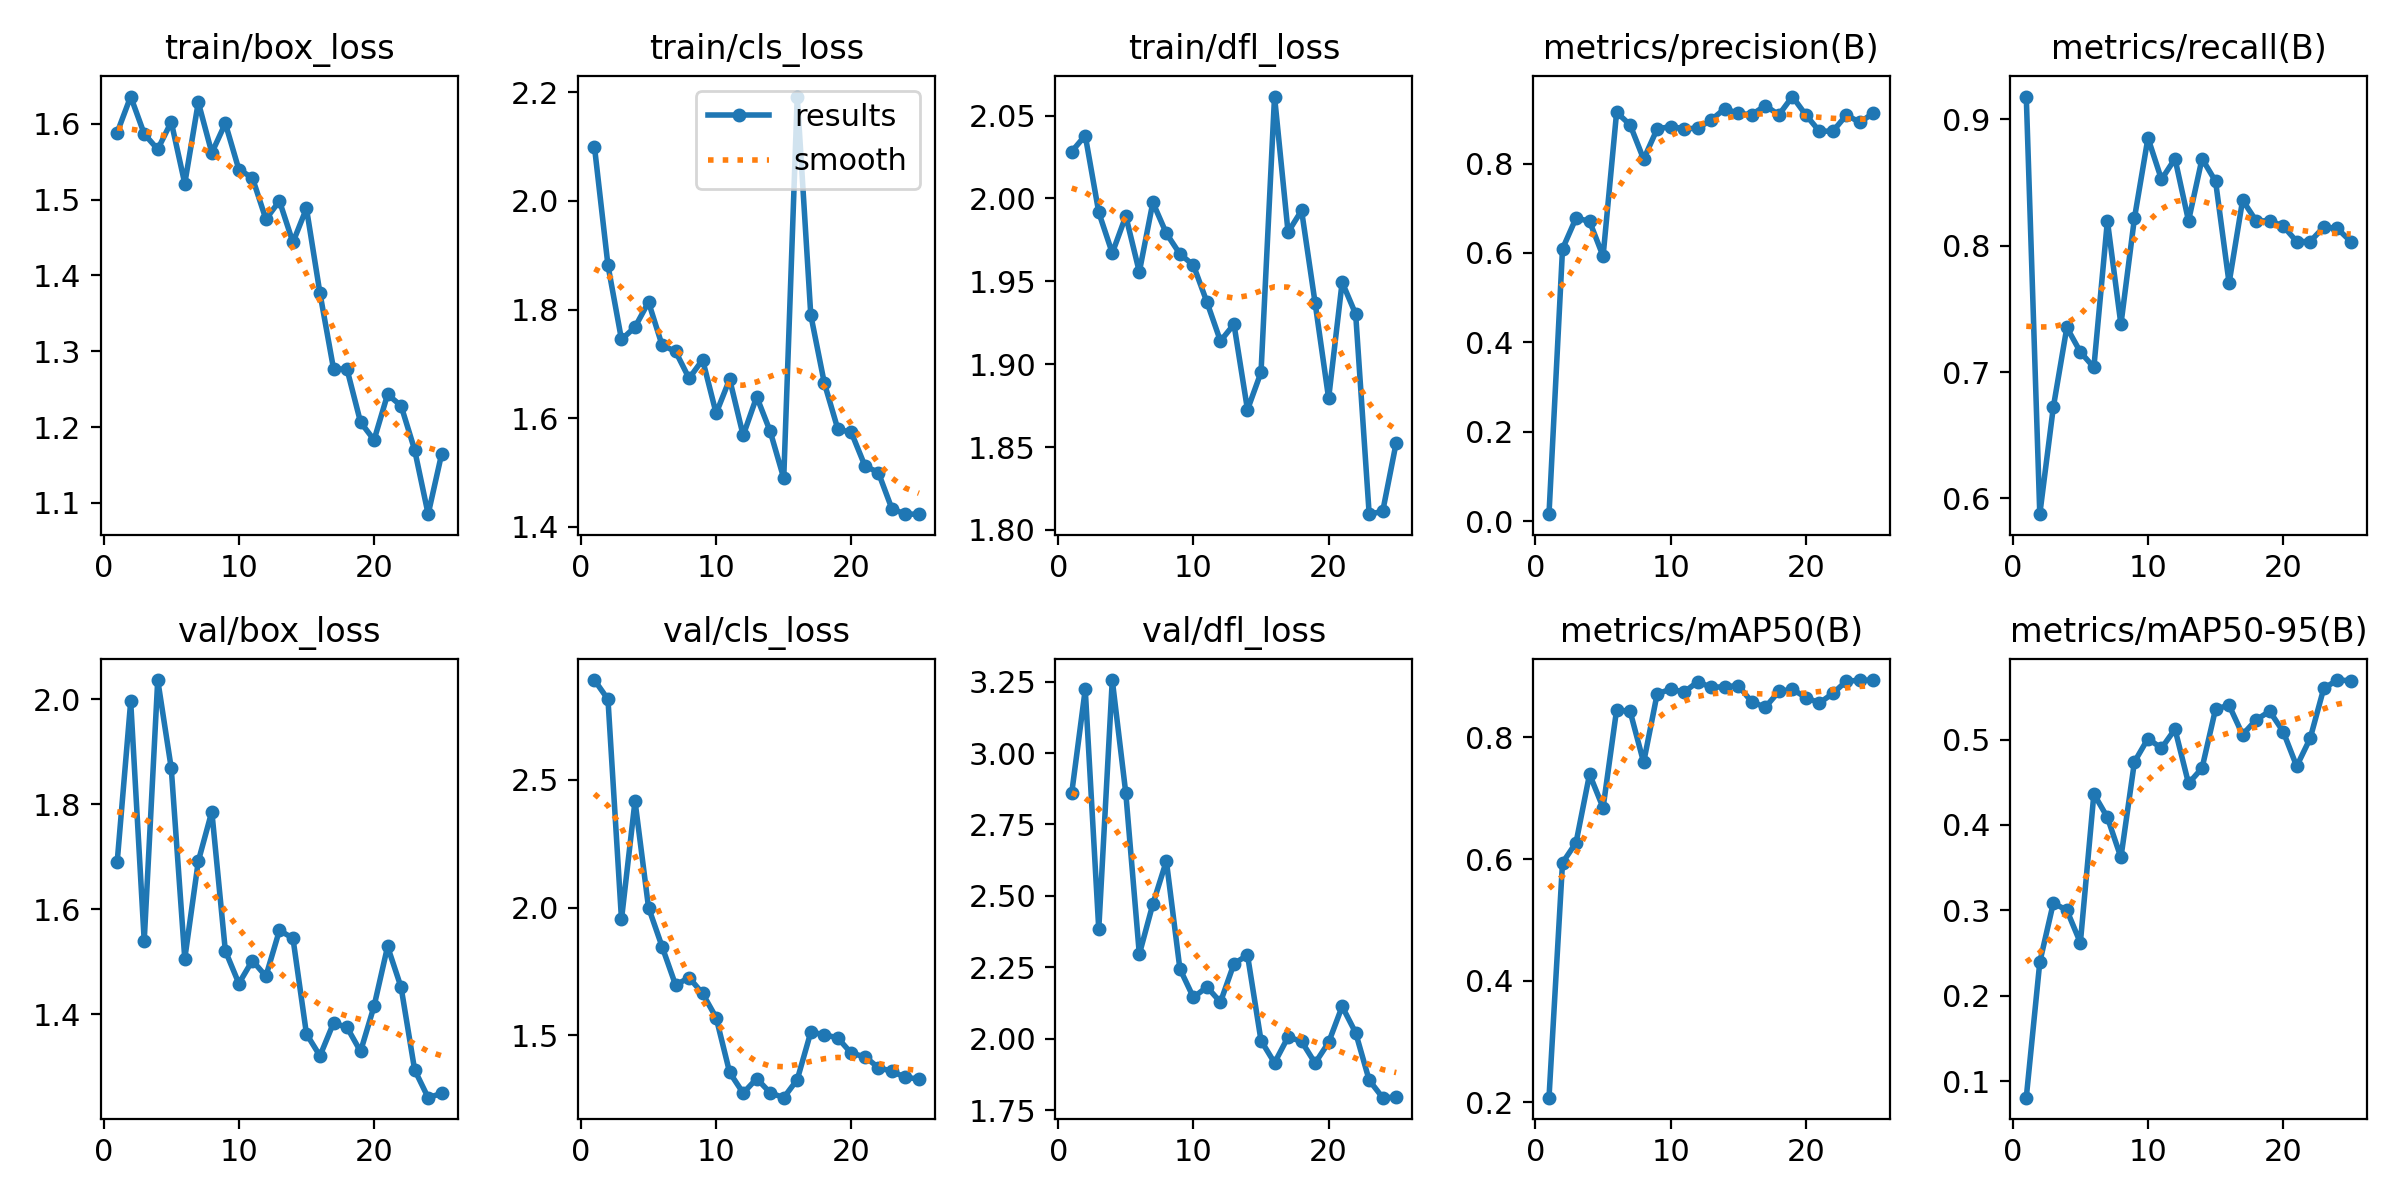 train/box_loss
1.6
1.5
1.4
1.3
1.2
1.1
0 10 20
train/cls_loss
2.2
2.0
1.8
1.6
1.4
0 10 20
results
smooth
train/dfl_loss
2.05
2.00
1.95
1.90
1.85
1.80
0 10 20
metrics/precision(B)
0.8
0.6
0.4
0.2
0.0
0 10 20
metrics/recall(B)
0.9
0.8
0.7
0.6
0 10 20
val/box_loss
2.0
1.8
1.6
1.4
0 10 20
val/cls_loss
2.5
2.0
1.5
0 10 20
val/dfl_loss
3.25
3.00
2.75
2.50
2.25
2.00
1.75
0 10 20
metrics/mAP50(B)
0.8
0.6
0.4
0.2
0 10 20
metrics/mAP50-95(B)
0.5
0.4
0.3
0.2
0.1
0 10 20